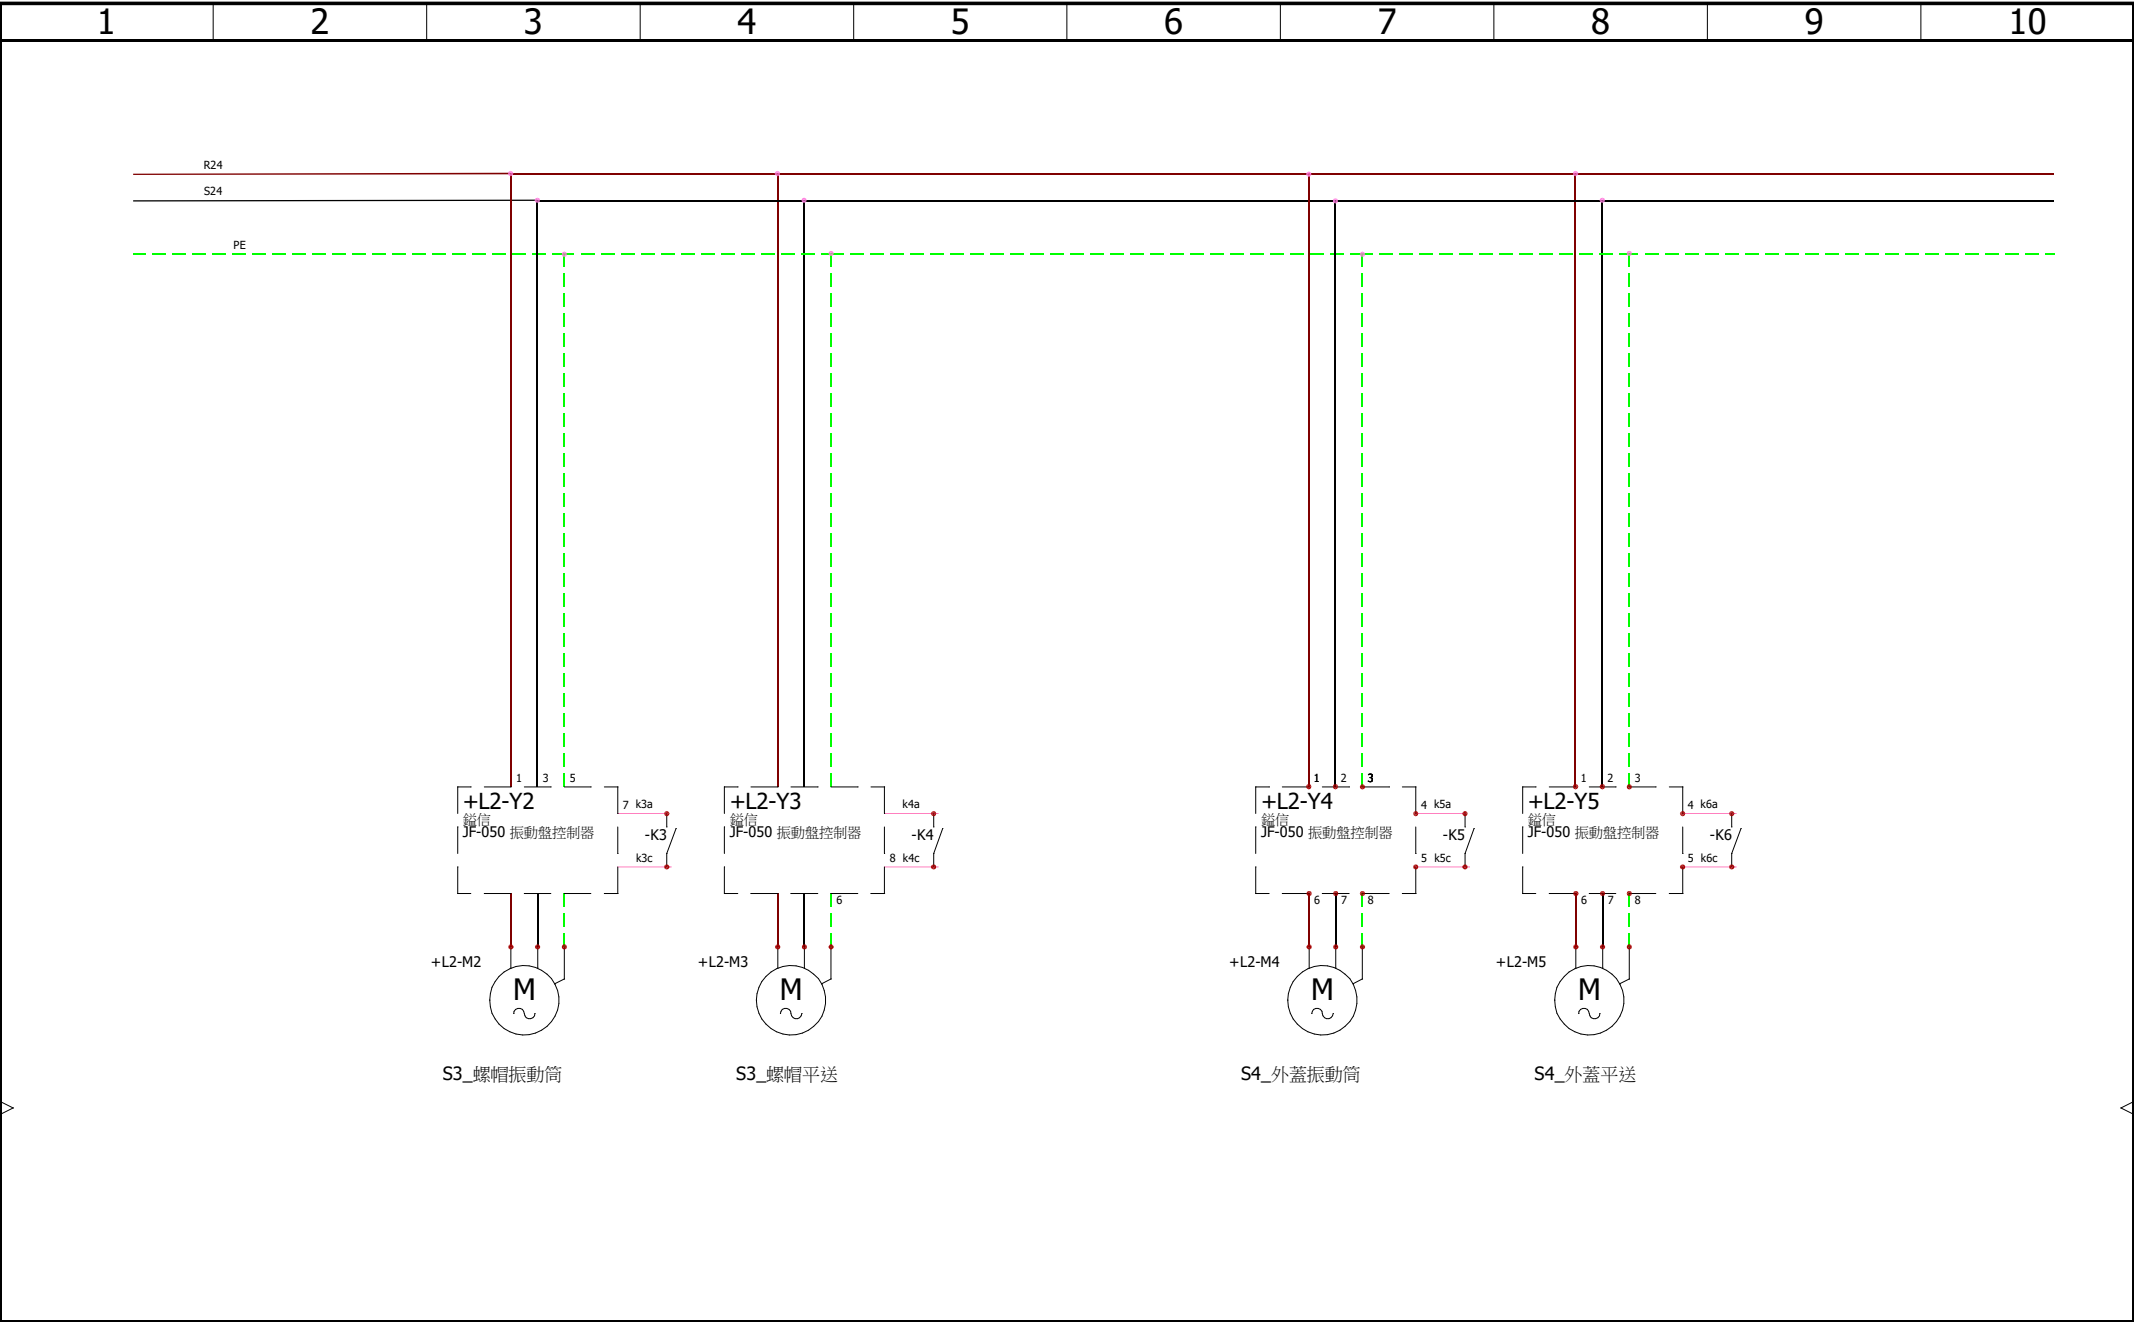 1 2 3 4 5 6 7 8 9 10
R24
S24
PE
1 3 5
+L2-Y2
鎰信
JF-050 振動盤控制器
7 k3a
-K3
k3c
+L2-M2
M
S3_螺帽振動筒
+L2-Y3
鎰信
JF-050 振動盤控制器
k4a
-K4
8 k4c
6
+L2-M3
M
S3_螺帽平送
1 2 3
+L2-Y4
鎰信
JF-050 振動盤控制器
4 k5a
-K5
5 k5c
6 7 8
+L2-M4
M
S4_外蓋振動筒
1 2 3
+L2-Y5
鎰信
JF-050 振動盤控制器
4 k6a
-K6
5 k6c
6 7 8
+L2-M5
M
S4_外蓋平送